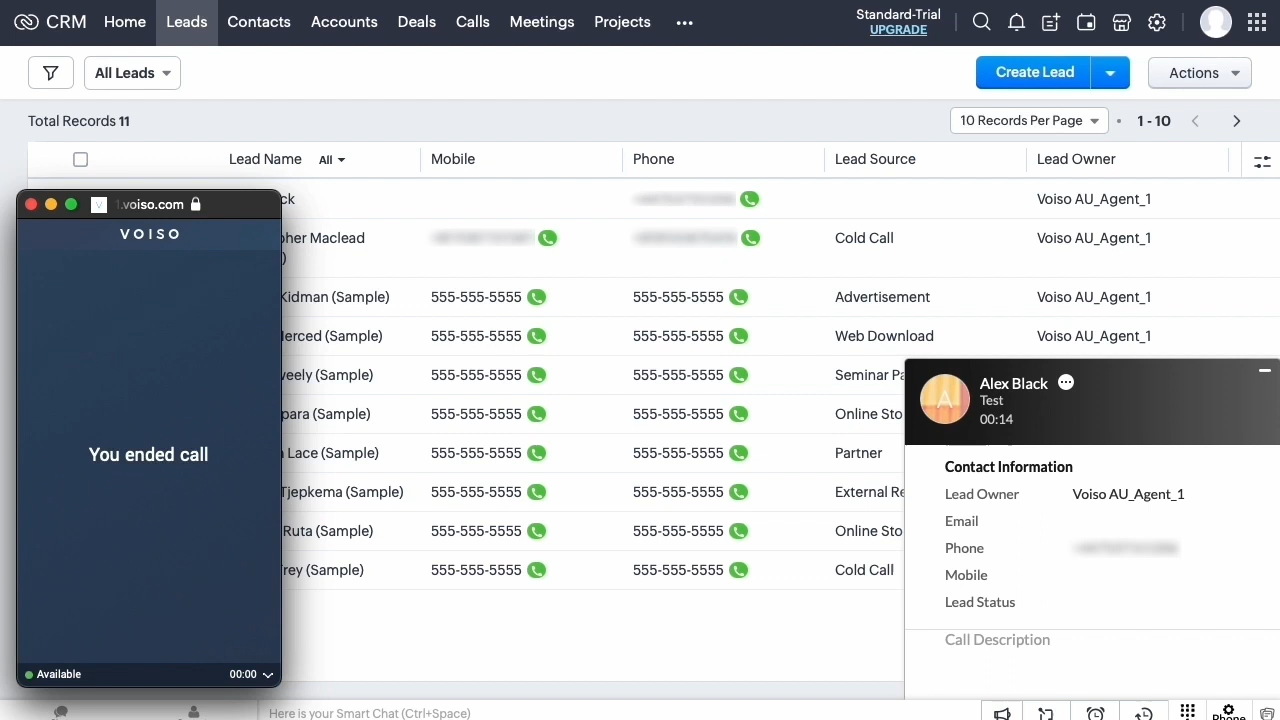 CRM Home Leads Contacts Accounts Deals Calls Meetings Projects ••• Standard-Trial
UPGRADE
All Leads Create Lead Actions
Total Records 11 10 Records Per Page • 1 - 10
Lead Name All Mobile Phone Lead Source Lead Owner
ck Voiso AU_Agent_1
pher Maclead Cold Call Voiso AU_Agent_1
)
Kidman (Sample) 555-555-5555 555-555-5555 Advertisement Voiso AU_Agent_1
erced (Sample) 555-555-5555 555-555-5555 Web Download Voiso AU_Agent_1
eely (Sample) 555-555-5555 555-555-5555 Seminar Pa
para (Sample) 555-555-5555 555-555-5555 Online Sto
Lace (Sample) 555-555-5555 555-555-5555 Partner
Tjepkema (Sample) 555-555-5555 555-555-5555 External Re
Ruta (Sample) 555-555-5555 555-555-5555 Online Sto
rey (Sample) 555-555-5555 555-555-5555 Cold Call
1.voiso.com
VOISO
You ended call
Available 00:00
A Alex Black
Test
00:14
Contact Information
Lead Owner Voiso AU_Agent_1
Email
Phone
Mobile
Lead Status
Call Description
Here is your Smart Chat (Ctrl+Space) Phone